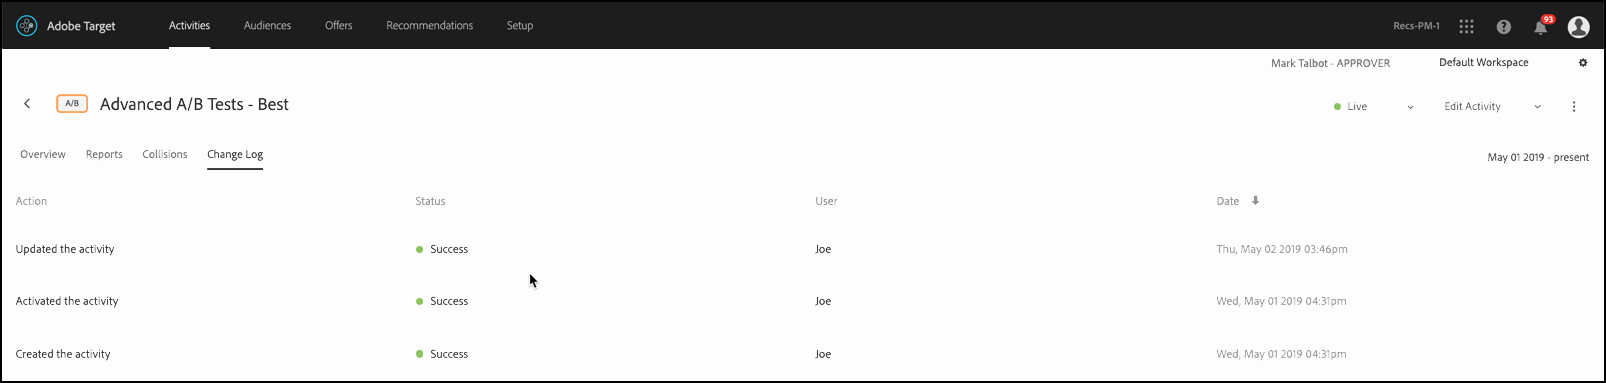 Adobe Target Activities Audiences Offers Recommendations Setup Recs-PM-1 93
Mark Talbot - APPROVER Default Workspace
A/B Advanced A/B Tests - Best Live Edit Activity
Overview Reports Collisions Change Log May 01 2019 - present
Action Status User Date
Updated the activity Success Joe Thu, May 02 2019 03:46pm
Activated the activity Success Joe Wed, May 01 2019 04:31pm
Created the activity Success Joe Wed, May 01 2019 04:31pm